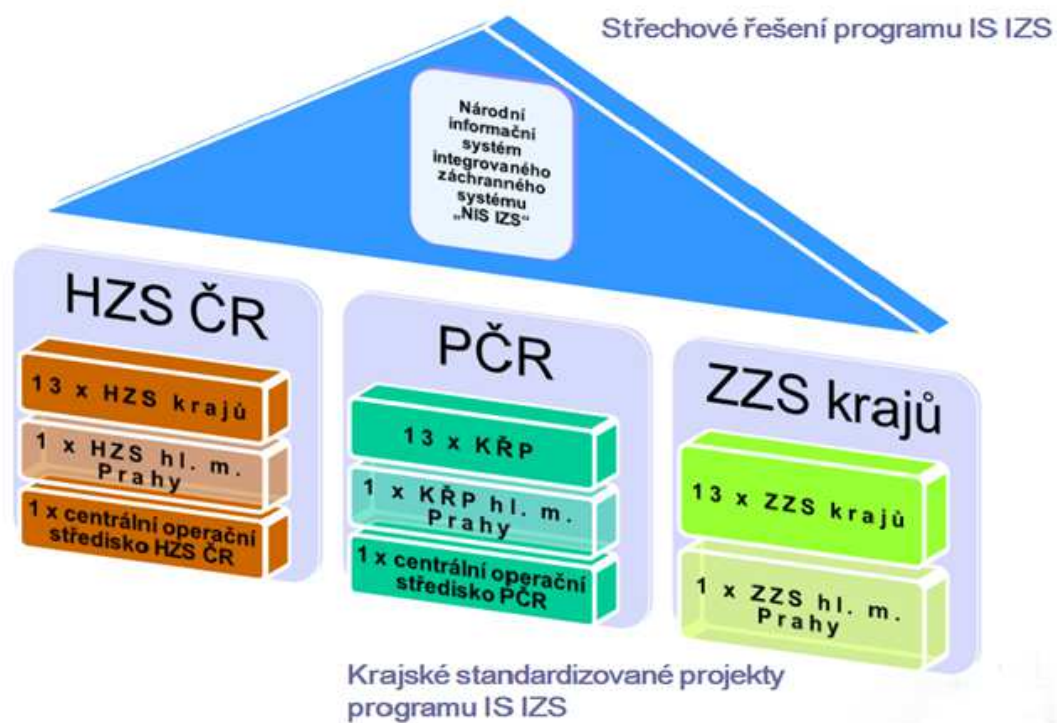 Střechové řešení programu IS IZS
Národní
informační
systém
integrovaného
záchranného
systému
„NIS IZS“
HZS ČR
13 x HZS krajů
1 x HZS hl. m.
Prahy
1 x centrální operační
středisko HZS ČR
PČR
13 x KŘP
1 x KŘP hl. m.
Prahy
1 x centrální operační
středisko PČR
ZZS krajů
13 x ZZS krajů
1 x ZZS hl. m.
Prahy
Krajské standardizované projekty
programu IS IZS